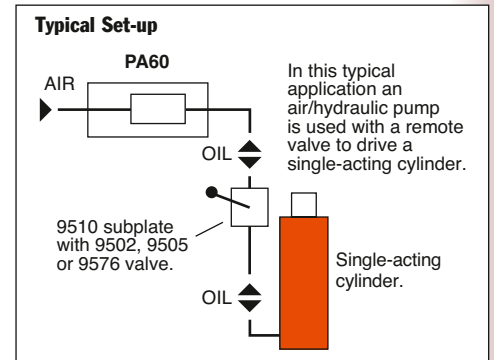 Typical Set-up
PA60
AIR
In this typical
application an
air/hydraulic pump
is used with a remote
valve to drive a
single-acting cylinder.
OIL
9510 subplate
with 9502, 9505
or 9576 valve.
OIL
Single-acting
cylinder.